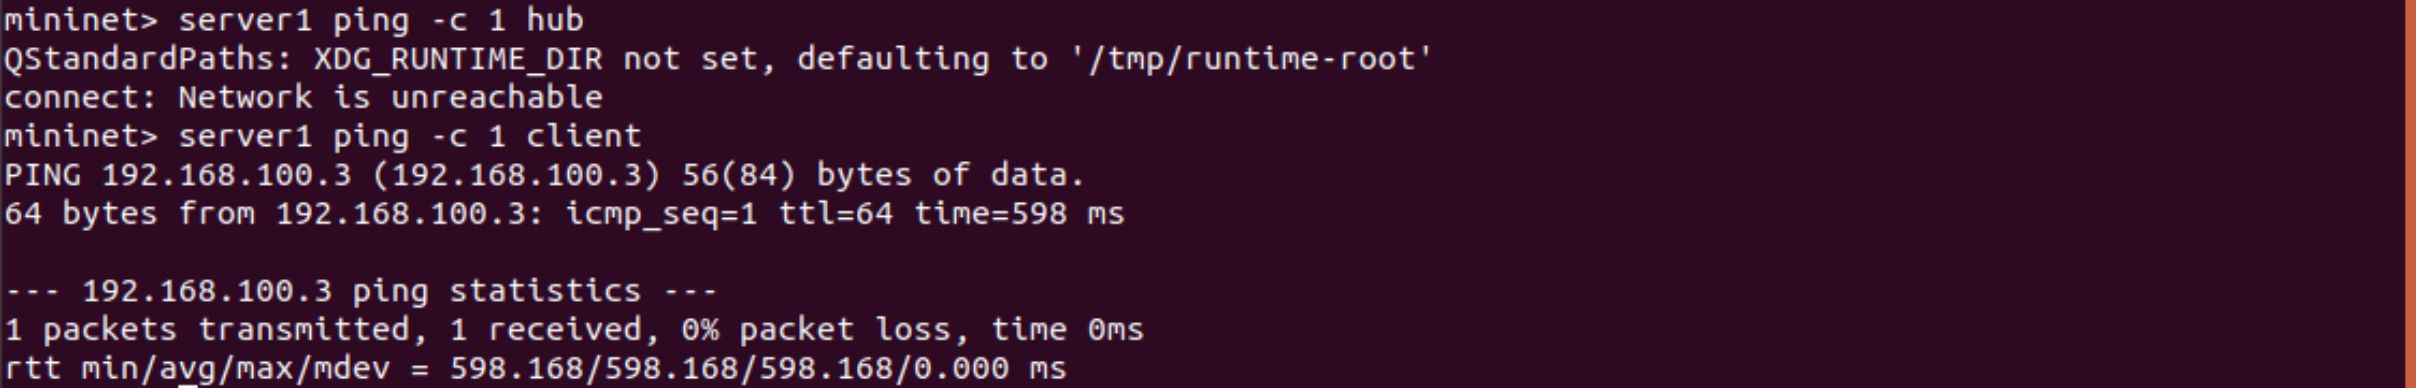 mininet> server1 ping -c 1 hub
QStandardPaths: XDG_RUNTIME_DIR not set, defaulting to '/tmp/runtime-root'
connect: Network is unreachable
mininet> server1 ping -c 1 client
PING 192.168.100.3 (192.168.100.3) 56(84) bytes of data.
64 bytes from 192.168.100.3: icmp_seq=1 ttl=64 time=598 ms
--- 192.168.100.3 ping statistics ---
1 packets transmitted, 1 received, 0% packet loss, time 0ms
rtt min/avg/max/mdev = 598.168/598.168/598.168/0.000 ms